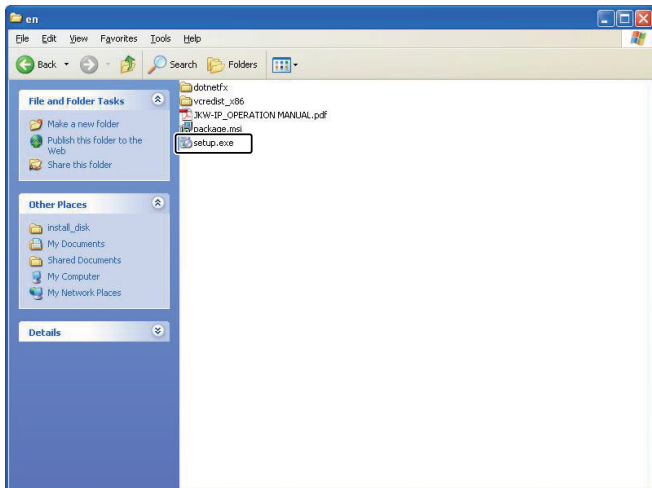 en
File Edit View Favorites Tools Help
Back Search Folders
File and Folder Tasks
Make a new folder
Publish this folder to the
Web
Share this folder
Other Places
install_disk
My Documents
Shared Documents
My Computer
My Network Places
Details
dotnetfx
vcredist_x86
JKW-IP_OPERATION MANUAL.pdf
package.msi
setup.exe